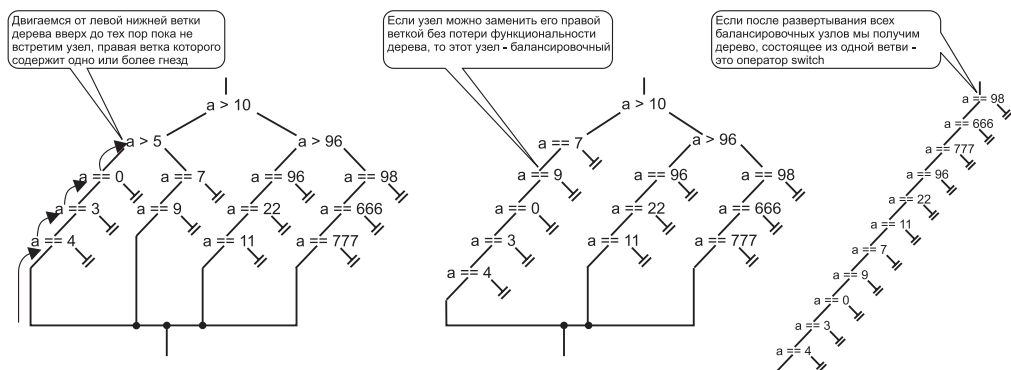 Двигаемся от левой нижней ветки
дерева вверх до тех пор пока не
встретим узел, правая ветка которого
содержит одно или более гнезд
Если узел можно заменить его правой
веткой без потери функциональности
дерева, то этот узел - балансировочный
Если после развертывания всех
балансировочных узлов мы получим
дерево, состоящее из одной ветви -
это оператор switch
a > 10
a > 5
a > 96
a == 0
a == 7
a == 96
a == 98
a == 3
a == 9
a == 22
a == 666
a == 4
a == 11
a == 777
a > 10
a == 7
a > 96
a == 9
a == 96
a == 98
a == 0
a == 22
a == 666
a == 3
a == 11
a == 777
a == 4
a == 98
a == 666
a == 777
a == 96
a == 22
a == 11
a == 7
a == 9
a == 0
a == 3
a == 4